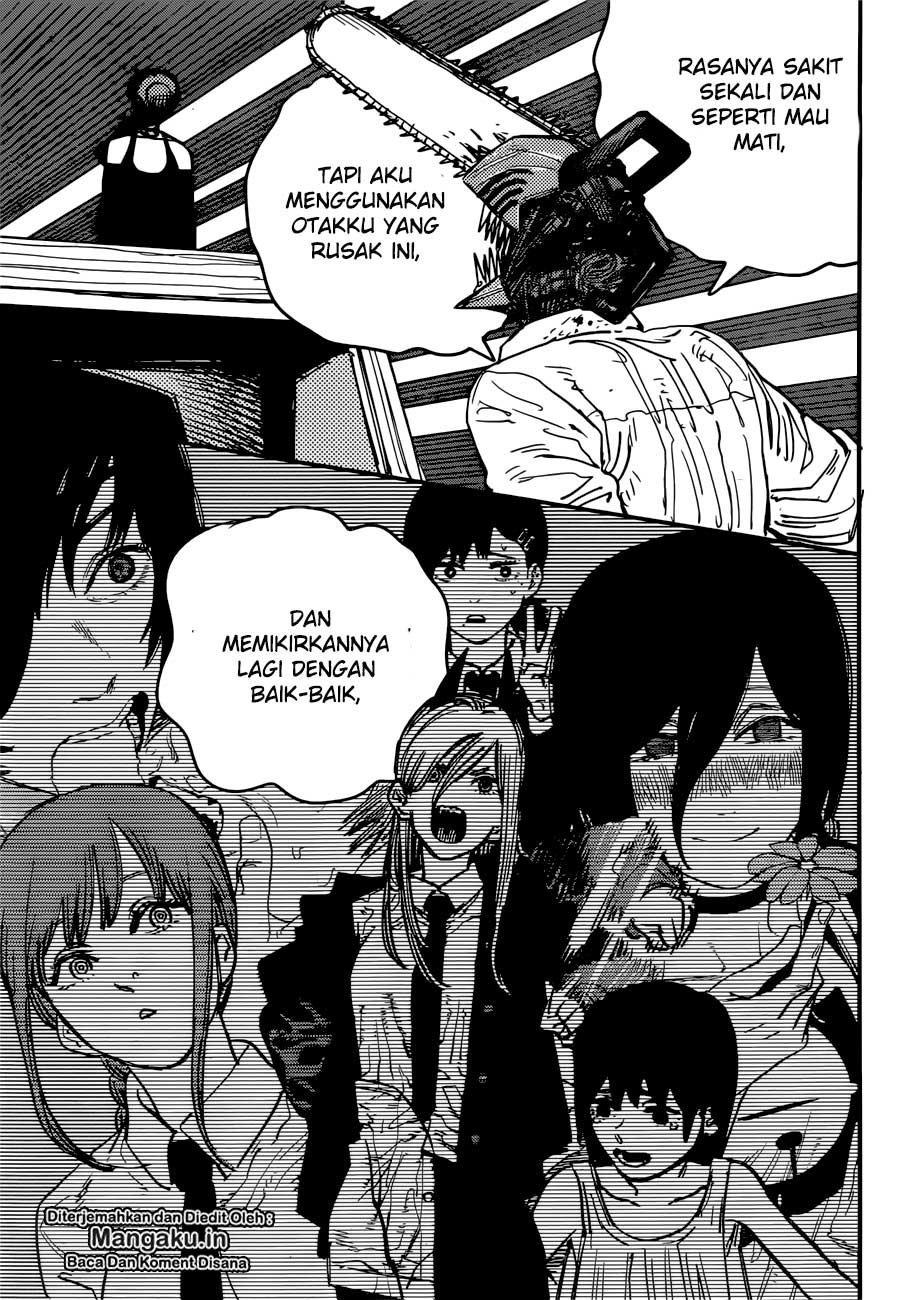 RASANYA SAKIT
SEKALI DAN
SEPERTI MAU
MATI,
TAPI AKU
MENGGUNAKAN
OTAKKU YANG
RUSAK INI,
DAN
MEMIKIRKANNYA
LAGI DENGAN
BAIK-BAIK,
Diterjemahkan dan Diedit Oleh :
Mangaku.in
Baca Dan Koment Disana